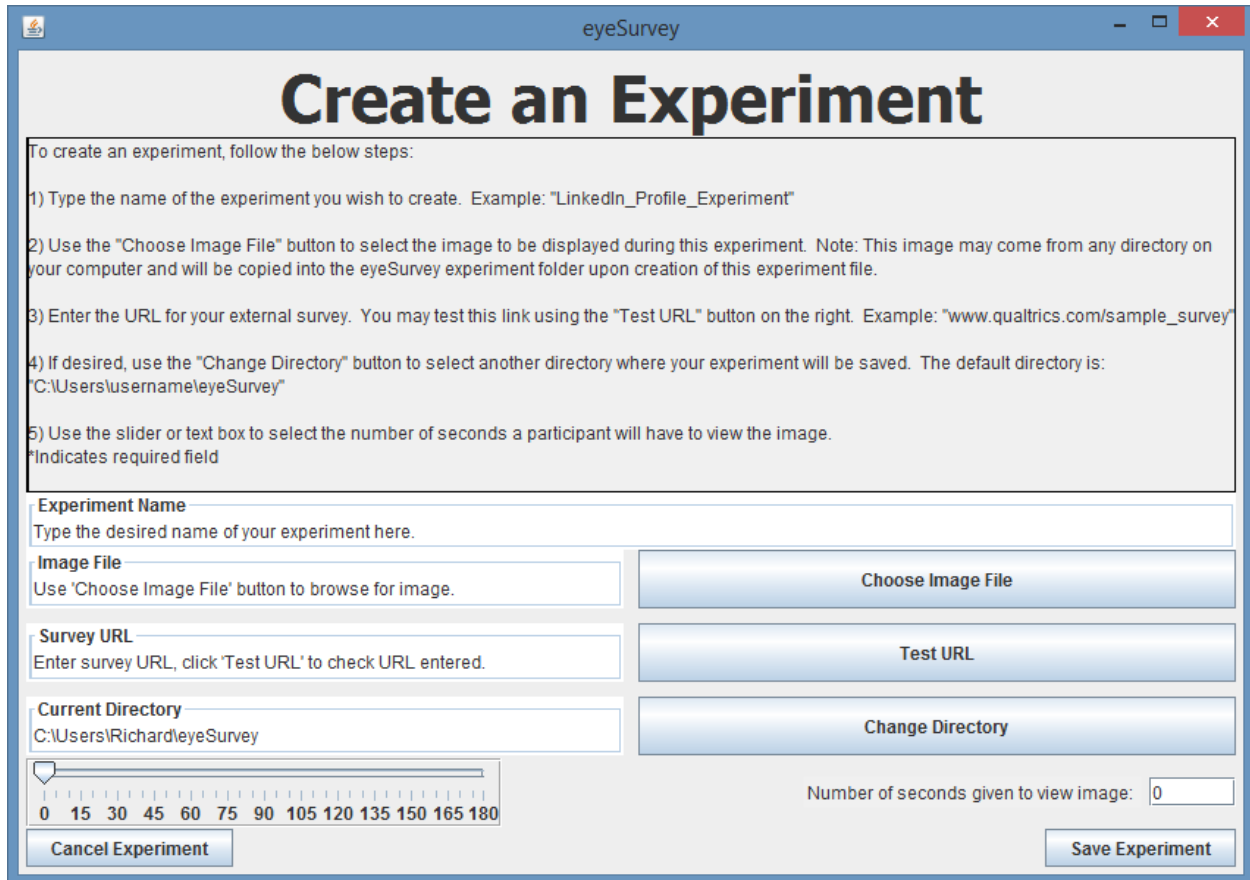 eyeSurvey
Create an Experiment
To create an experiment, follow the below steps:
1) Type the name of the experiment you wish to create.  Example: "LinkedIn_Profile_Experiment"
2) Use the "Choose Image File" button to select the image to be displayed during this experiment.  Note: This image may come from any directory on
your computer and will be copied into the eyeSurvey experiment folder upon creation of this experiment file.
3) Enter the URL for your external survey.  You may test this link using the "Test URL" button on the right.  Example: "www.qualtrics.com/sample_survey"
4) If desired, use the "Change Directory" button to select another directory where your experiment will be saved.  The default directory is:
"C:\Users\username\eyeSurvey"
5) Use the slider or text box to select the number of seconds a participant will have to view the image.
*Indicates required field
Experiment Name
Type the desired name of your experiment here.
Image File
Use 'Choose Image File' button to browse for image.
Choose Image File
Survey URL
Enter survey URL, click 'Test URL' to check URL entered.
Test URL
Current Directory
C:\Users\Richard\eyeSurvey
Change Directory
0 15 30 45 60 75 90 105 120 135 150 165 180
Number of seconds given to view image: 0
Cancel Experiment
Save Experiment